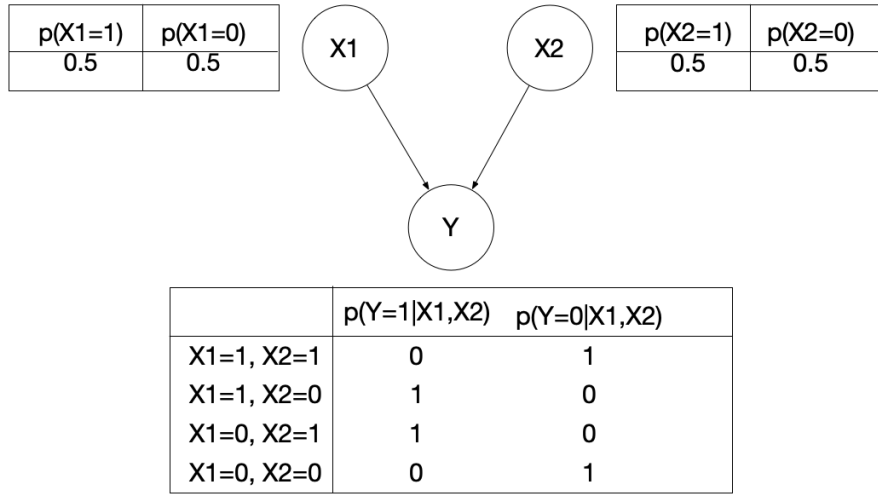 p(X1=1) p(X1=0)
0.5 0.5
X1
X2
p(X2=1) p(X2=0)
0.5 0.5
Y
p(Y=1|X1,X2) p(Y=0|X1,X2)
X1=1, X2=1 0 1
X1=1, X2=0 1 0
X1=0, X2=1 1 0
X1=0, X2=0 0 1